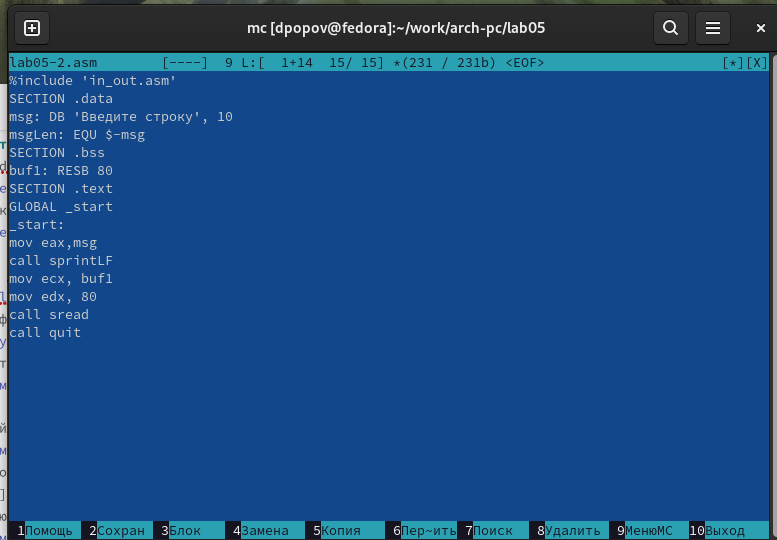 mc [dpopov@fedora]:~/work/arch-pc/lab05
lab05-2.asm [----] 9 L:[ 1+14 15/ 15] *(231 / 231b) <EOF> [*][X]
%include 'in_out.asm'
SECTION .data
msg: DB 'Введите строку', 10
msgLen: EQU $-msg
SECTION .bss
buf1: RESB 80
SECTION .text
GLOBAL _start
_start:
mov eax,msg
call sprintLF
mov ecx, buf1
mov edx, 80
call sread
call quit
1Помощь 2Сохран 3Блок 4Замена 5Копия 6Пер~ить 7Поиск 8Удалить 9МенюМС 10Выход